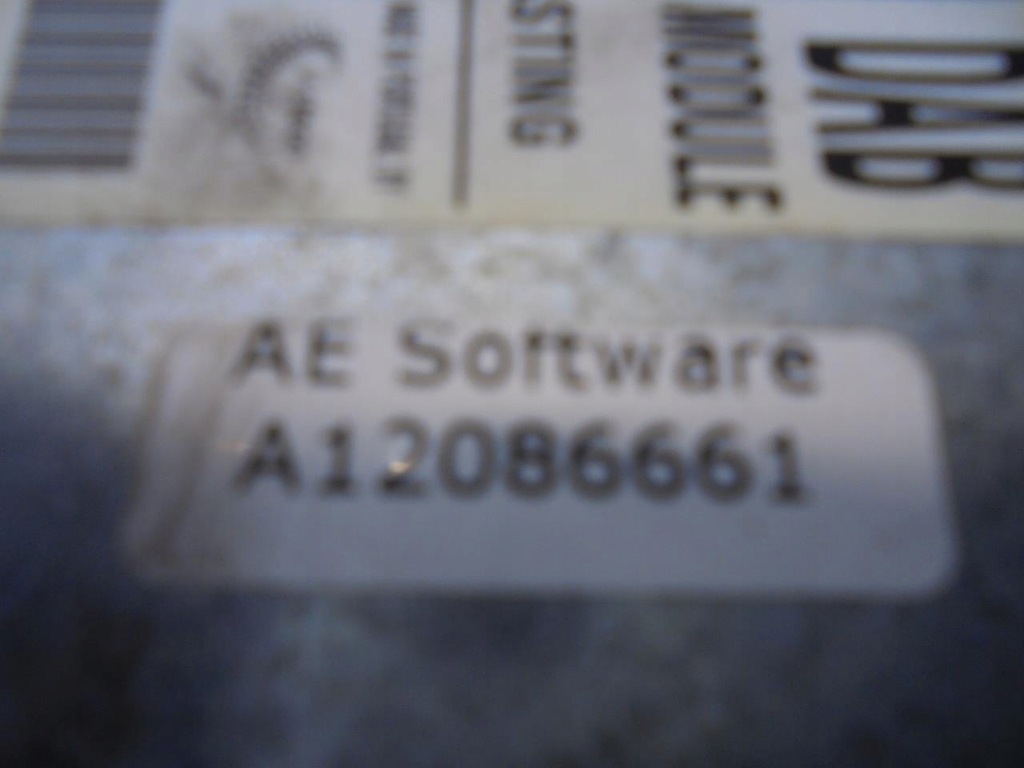 DAB
MODULE
STING
AE Software
A12086661